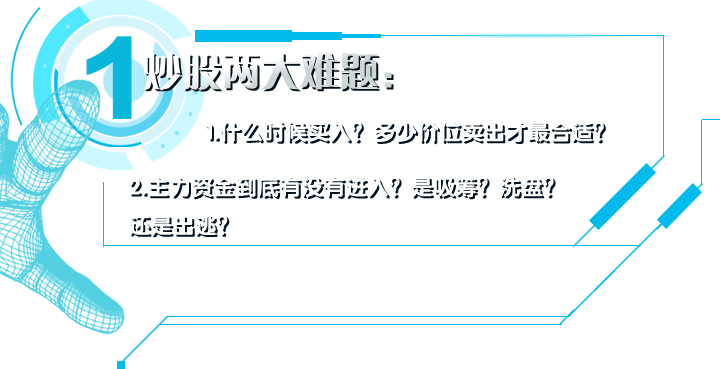 1
炒股两大难题：
1.什么时候买入？多少价位卖出才最合适？
2.主力资金到底有没有进入？是吸筹？洗盘？
还是出逃？